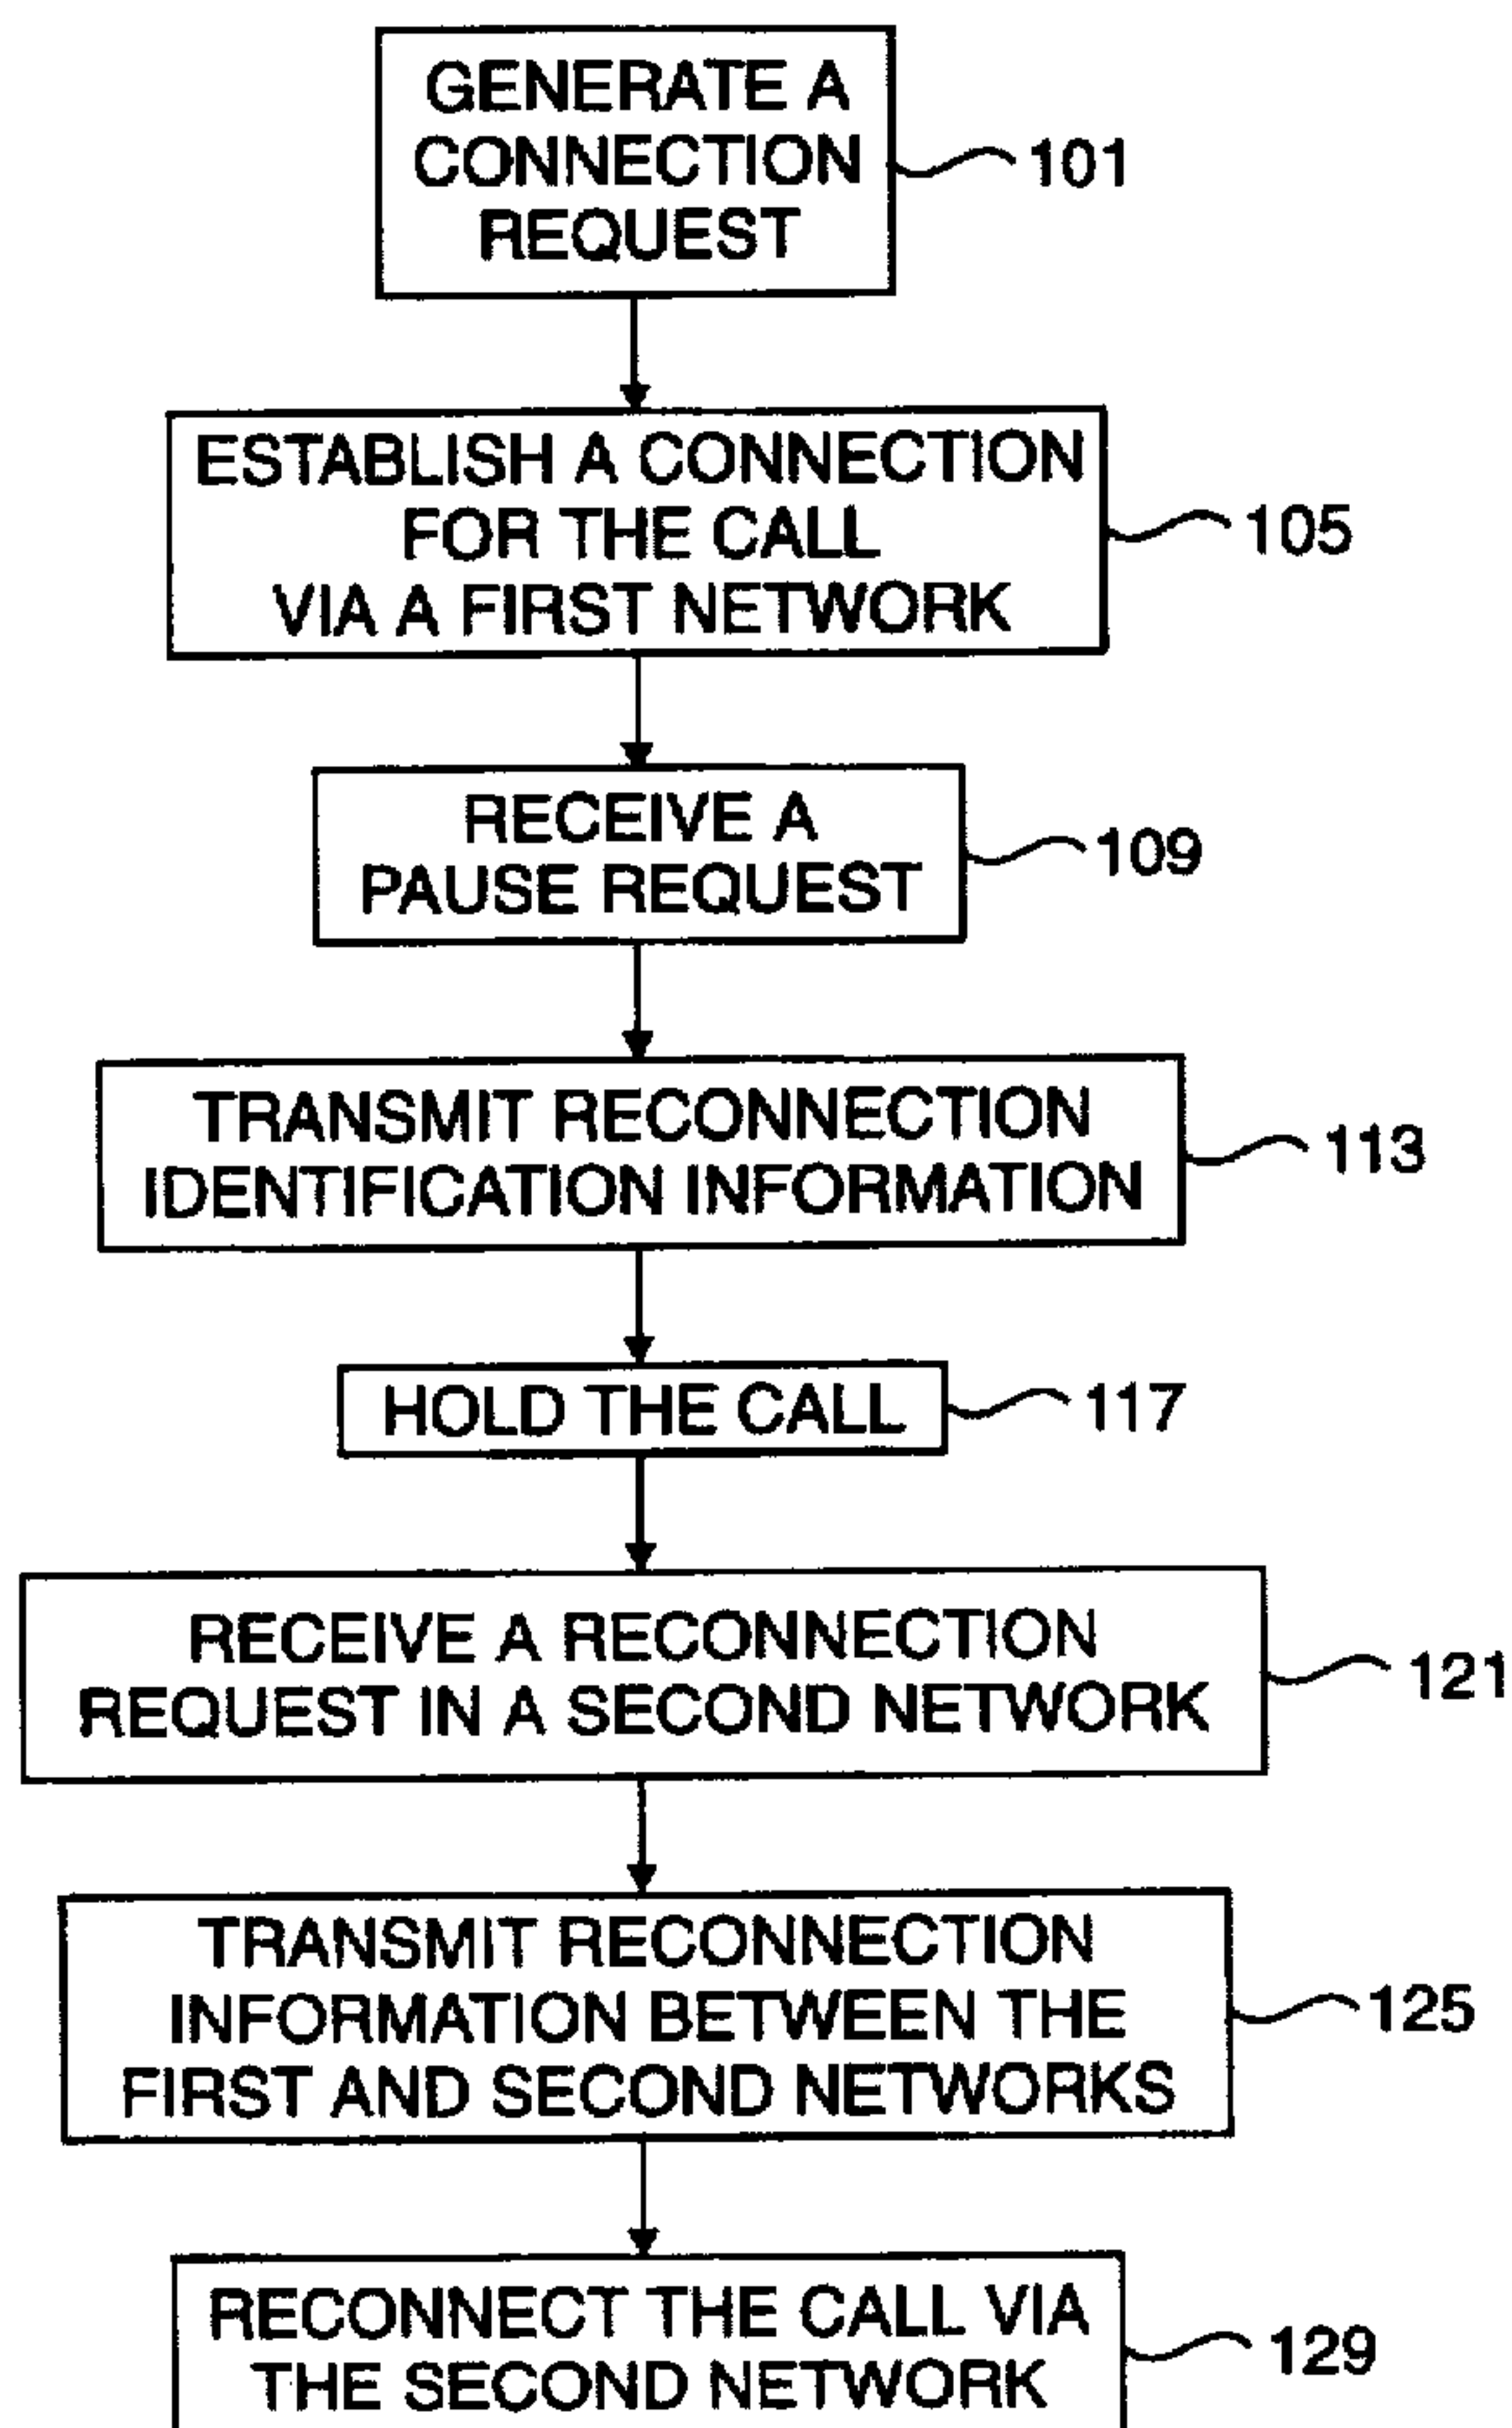 GENERATE A
CONNECTION
REQUEST
101
ESTABLISH A CONNECTION
FOR THE CALL
VIA A FIRST NETWORK
105
RECEIVE A
PAUSE REQUEST
109
TRANSMIT RECONNECTION
IDENTIFICATION INFORMATION
113
HOLD THE CALL
117
RECEIVE A RECONNECTION
REQUEST IN A SECOND NETWORK
121
TRANSMIT RECONNECTION
INFORMATION BETWEEN THE
FIRST AND SECOND NETWORKS
125
RECONNECT THE CALL VIA
THE SECOND NETWORK
129